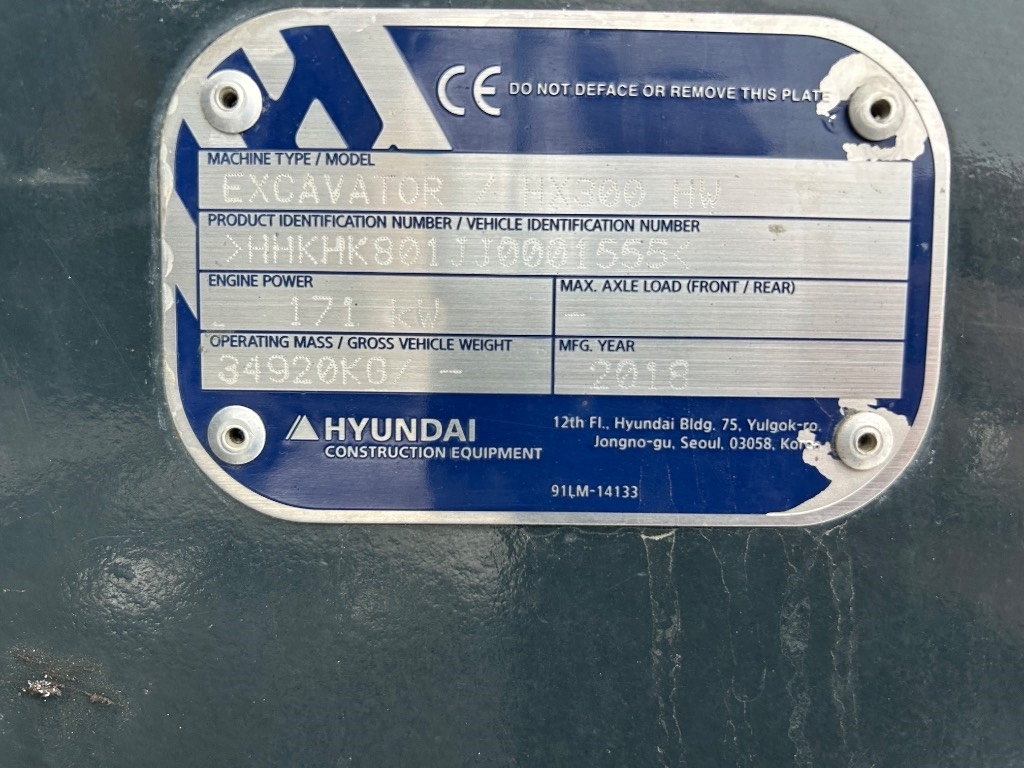 CE DO NOT DEFACE OR REMOVE THIS PLATE
MACHINE TYPE / MODEL
EXCAVATOR / HX300 HW
PRODUCT IDENTIFICATION NUMBER / VEHICLE IDENTIFICATION NUMBER
>HHKHK801JJ0001555<
ENGINE POWER
171 kW
MAX. AXLE LOAD (FRONT / REAR)
-
OPERATING MASS / GROSS VEHICLE WEIGHT
34920KG/ -
MFG. YEAR
2018
HYUNDAI
CONSTRUCTION EQUIPMENT
12th Fl., Hyundai Bldg. 75, Yulgok-ro,
Jongno-gu, Seoul, 03058,
91LM-14133